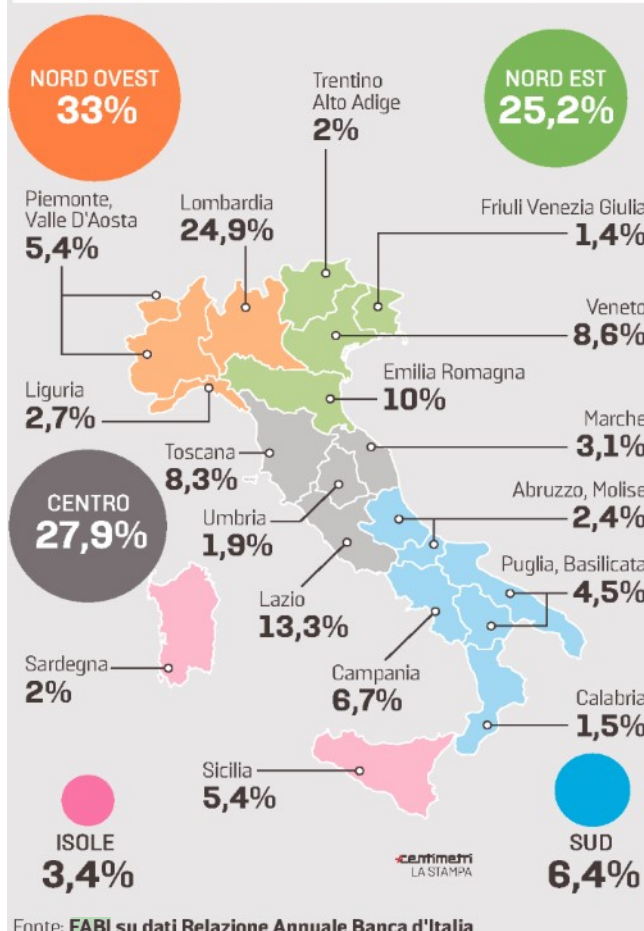 NORD OVEST
33%
Trentino
Alto Adige
2%
NORD EST
25,2%
Piemonte,
Valle D'Aosta
5,4%
Lombardia
24,9%
Friuli Venezia Giulia
1,4%
Veneto
8,6%
Liguria
2,7%
Emilia Romagna
10%
Marche
3,1%
Toscana
8,3%
CENTRO
27,9%
Umbria
1,9%
Abruzzo, Molise
2,4%
Puglia, Basilicata
4,5%
Lazio
13,3%
Sardegna
2%
Campania
6,7%
Calabria
1,5%
Sicilia
5,4%
ISOLE
3,4%
centimetri
LA STAMPA
SUD
6,4%
Fonte: FABI su dati Relazione Annuale Banca d'Italia